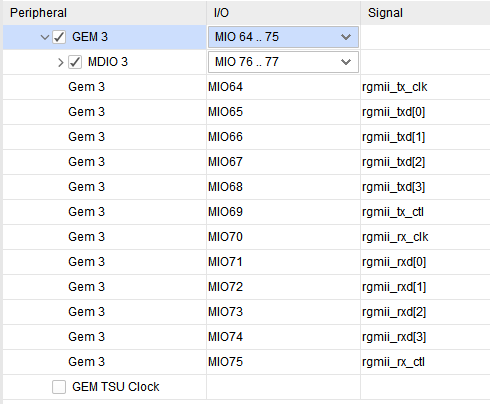 Peripheral I/O Signal
GEM 3 MIO 64 .. 75
MDIO 3 MIO 76 .. 77
Gem 3 MIO64 rgmii_tx_clk
Gem 3 MIO65 rgmii_txd[0]
Gem 3 MIO66 rgmii_txd[1]
Gem 3 MIO67 rgmii_txd[2]
Gem 3 MIO68 rgmii_txd[3]
Gem 3 MIO69 rgmii_tx_ctl
Gem 3 MIO70 rgmii_rx_clk
Gem 3 MIO71 rgmii_rxd[0]
Gem 3 MIO72 rgmii_rxd[1]
Gem 3 MIO73 rgmii_rxd[2]
Gem 3 MIO74 rgmii_rxd[3]
Gem 3 MIO75 rgmii_rx_ctl
GEM TSU Clock